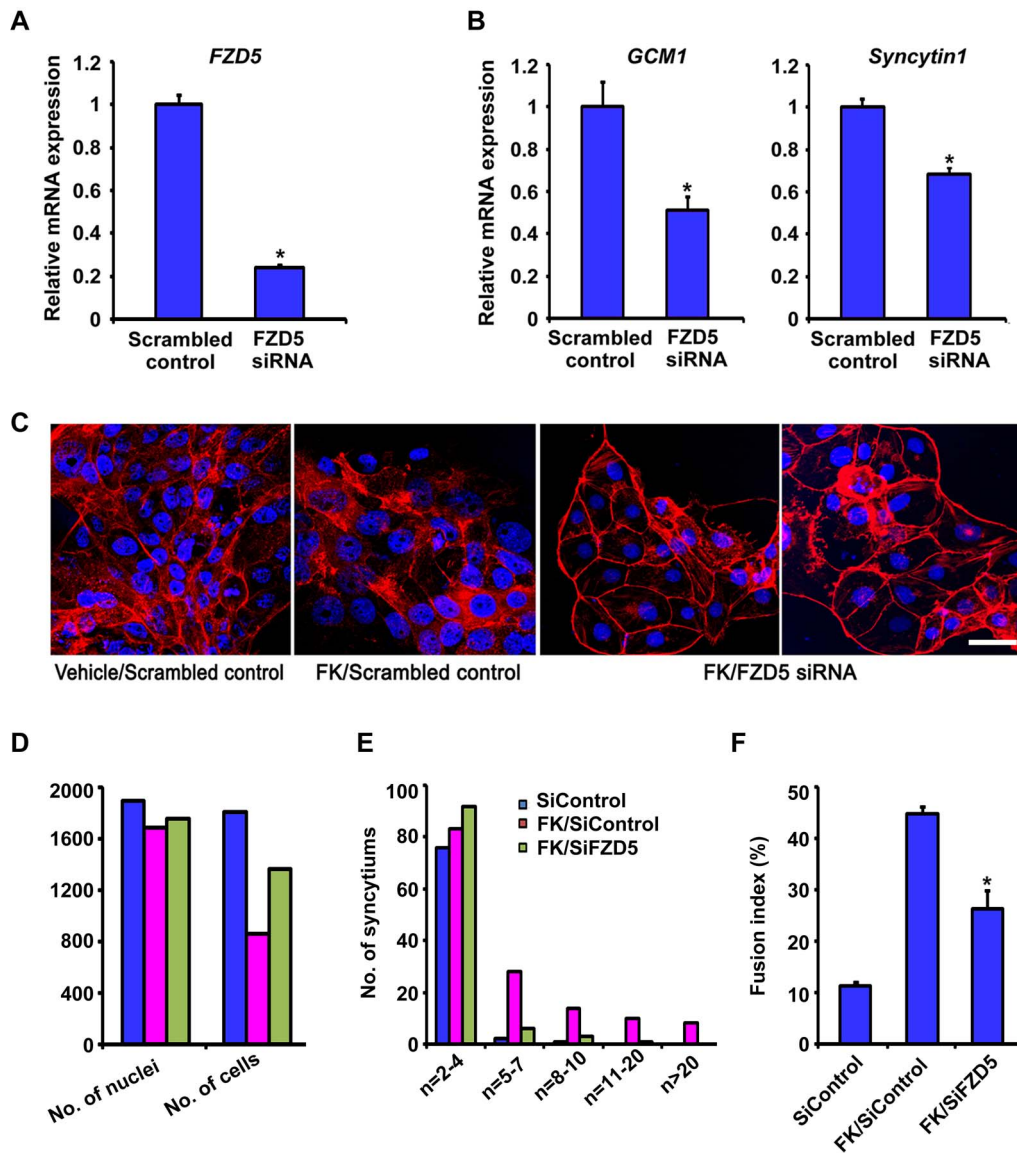 A
FZD5
Relative mRNA expression
1.2
1
0.8
0.6
0.4
0.2
0
*
Scrambled control
FZD5 siRNA
B
GCM1
Relative mRNA expression
1.2
1
0.8
0.6
0.4
0.2
0
*
Scrambled control
FZD5 siRNA
Syncytin1
1.2
1
0.8
0.6
0.4
0.2
0
*
Scrambled control
FZD5 siRNA
C
Vehicle/Scrambled control
FK/Scrambled control
FK/FZD5 siRNA
D
2000
1600
1200
800
400
0
No. of nuclei
No. of cells
E
No. of syncytiums
100
80
60
40
20
0
SiControl
FK/SiControl
FK/SiFZD5
n=2-4
n=5-7
n=8-10
n=11-20
n>20
F
Fusion index (%)
50
40
30
20
10
0
*
SiControl
FK/SiControl
FK/SiFZD5